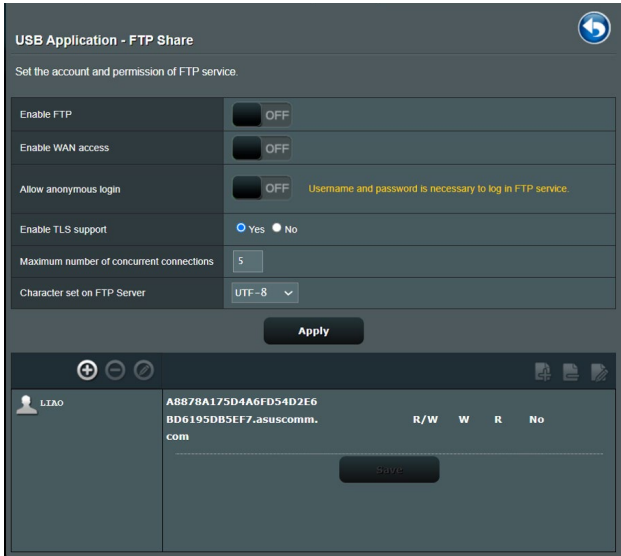 USB Application - FTP Share
Set the account and permission of FTP service.
Enable FTP OFF
Enable WAN access OFF
Allow anonymous login OFF Username and password is necessary to log in FTP service.
Enable TLS support Yes No
Maximum number of concurrent connections 5
Character set on FTP Server UTF-8
Apply
LIAO
A8878A175D4A6FD54D2E6
BD6195DB5EF7.asuscomm. R/W W R No
com
Save